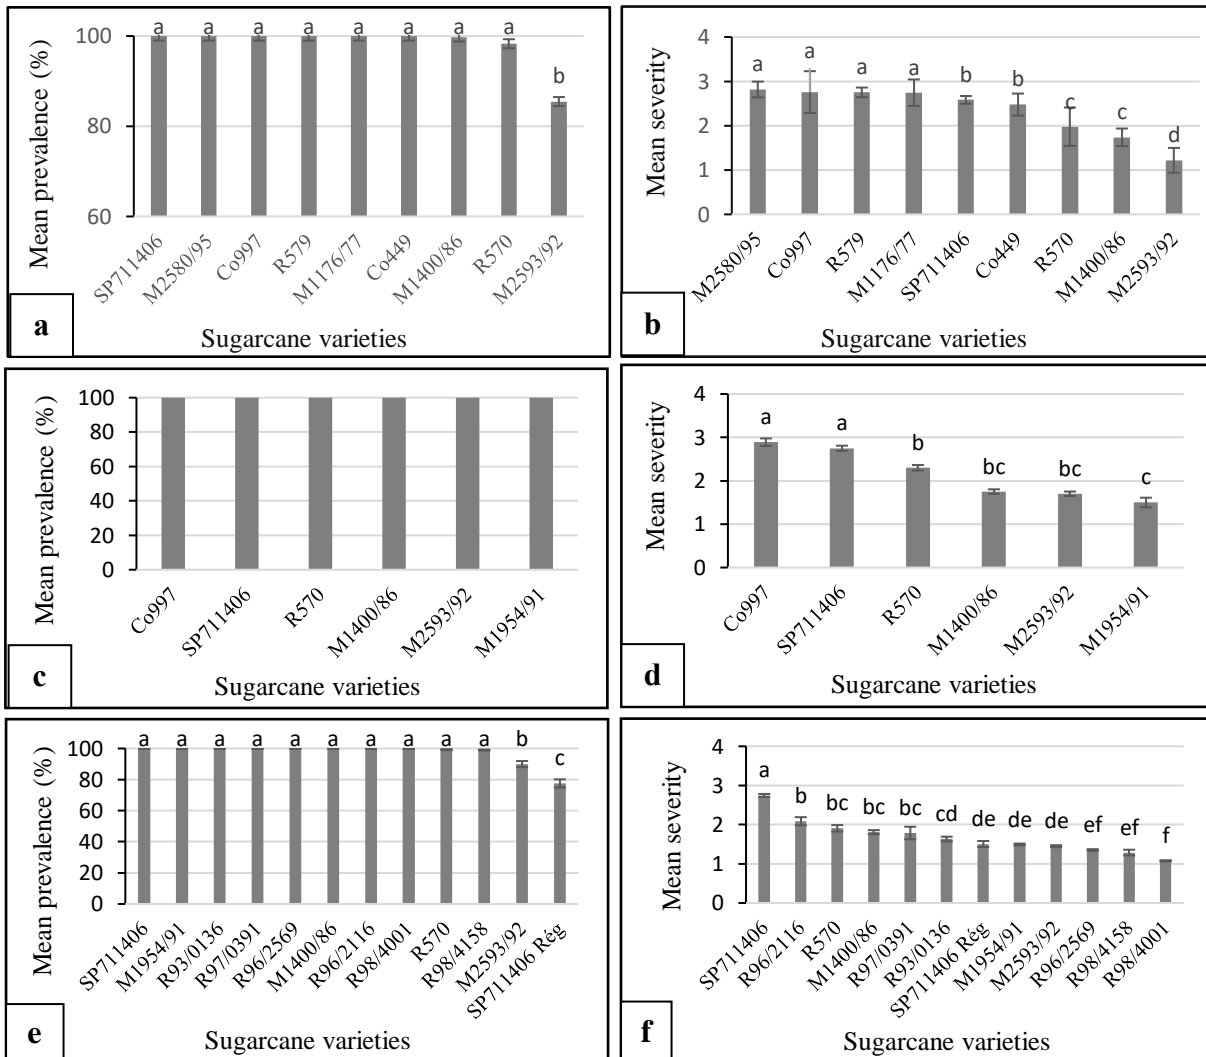 Mean prevalence (%)
100
80
60
a a a a a a a a b
SP711406 M2580/95 Co997 R579 M1176/77 Co449 M1400/86 R570 M2593/92
Sugarcane varieties
a
Mean severity
4
3
2
1
0
a a a a b b c c d
M2580/95 Co997 R579 M1176/77 SP711406 Co449 R570 M1400/86 M2593/92
Sugarcane varieties
b
Mean prevalence (%)
100
80
60
40
20
0
Co997 SP711406 R570 M1400/86 M2593/92 M1954/91
Sugarcane varieties
c
Mean severity
4
3
2
1
0
a a b bc bc c
Co997 SP711406 R570 M1400/86 M2593/92 M1954/91
Sugarcane varieties
d
Mean prevalence (%)
100
80
60
40
20
0
a a a a a a a a a a b c
SP711406 M1954/91 R93/0136 R97/0391 R96/2569 M1400/86 R96/2116 R98/4001 R570 R98/4158 M2593/92 SP711406 Rég
Sugarcane varieties
e
Mean severity
4
3
2
1
0
a b bc bc bc cd de de de ef ef f
SP711406 R96/2116 R570 M1400/86 R97/0391 R93/0136 SP711406 Rég M1954/91 M2593/92 R96/2569 R98/4158 R98/4001
Sugarcane varieties
f